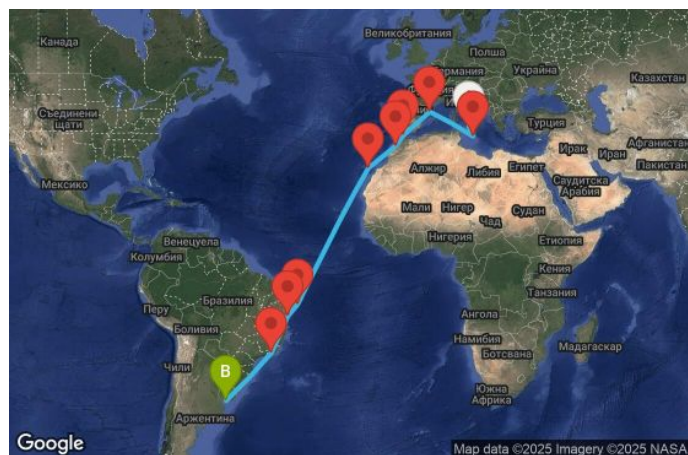 Канада
Великобритания
Полша
Германия
Украйна
Казахстан
Съединени
щати
Турция
Афганистан
Ирак
Иран
Пакистан
Алжир
Либия
Египет
Саудитска
Арабия
Мексико
Мали
Нигер
Чад
Судан
Венецуела
Нигерия
Етиопия
Колумбия
Кения
Бразилия
Танзания
Перу
Ангола
Боливия
Намибия
Ботсвана
Мадагаскар
Чили
B
Южна
Африка
Аржентина
Google
Map data ©2025 Imagery ©2025 NASA